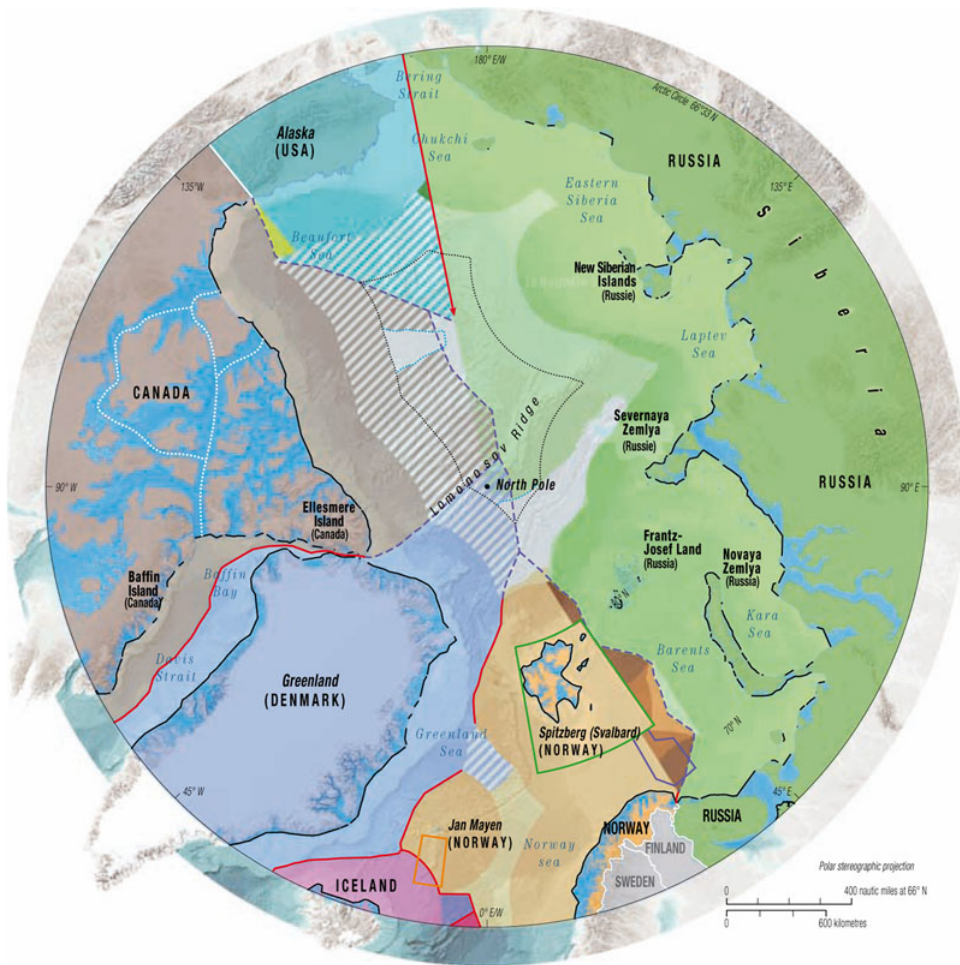 180° E/W
Bering
Strait
Arctic Circle 66°33 N
Alaska
(USA)
Chukchi
Sea
RUSSIA
135° W
135° E
Eastern
Siberia
Sea
Siberia
Beaufort
Sea
New Siberian
Islands
(Russie)
Laptev
Sea
CANADA
Severnaya
Zemlya
(Russie)
Lomonosov Ridge
90° W
North Pole
RUSSIA
90° E
Ellesmere
Island
(Canada)
Frantz-
Josef Land
(Russia)
Novaya
Zemlya
(Russia)
Baffin
Island
(Canada)
Baffin
Bay
Kara
Sea
Davis
Strait
Barents
Sea
Greenland
(DENMARK)
70° N
Spitzberg (Svalbard)
(NORWAY)
Greenland
Sea
45° W
45° E
Jan Mayen
(NORWAY)
Norway
sea
NORWAY
RUSSIA
FINLAND
SWEDEN
ICELAND
0° E/W
Polar stereographic projection
0 400 nautic miles at 66° N
0 600 kilometres